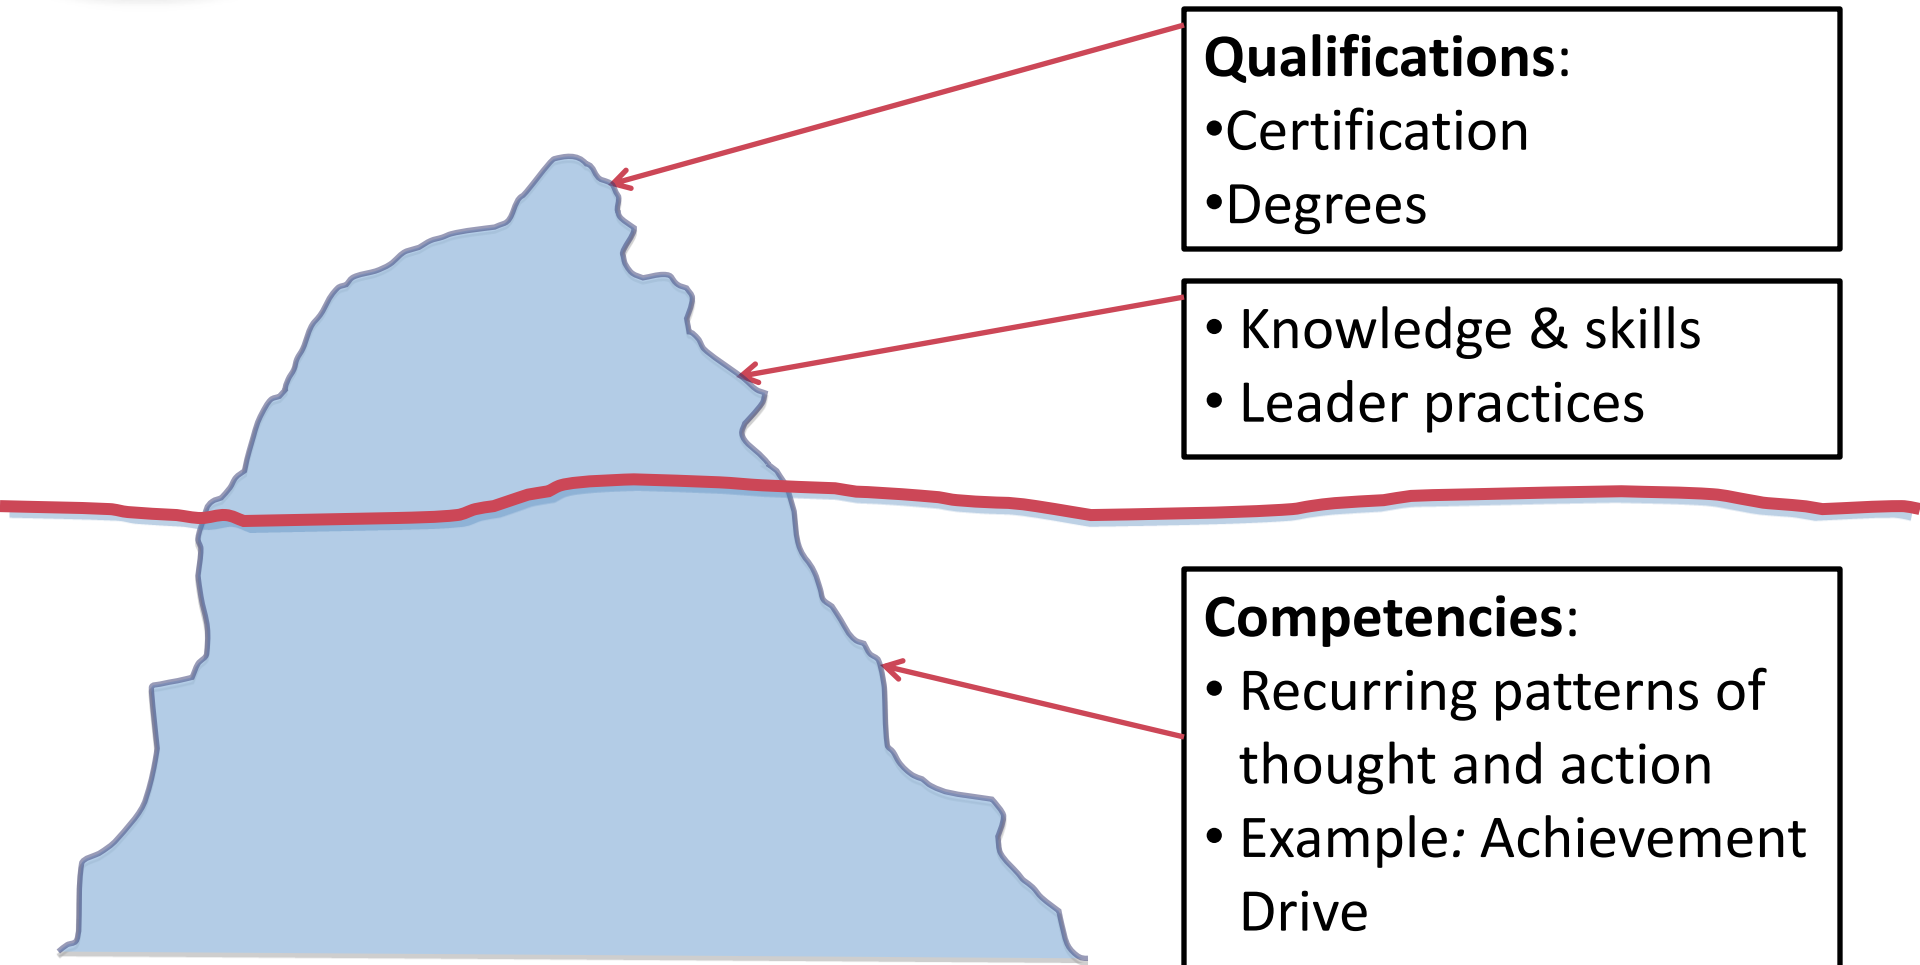 Qualifications:
•Certification
•Degrees
• Knowledge & skills
• Leader practices
Competencies:
• Recurring patterns of
thought and action
• Example: Achievement
Drive